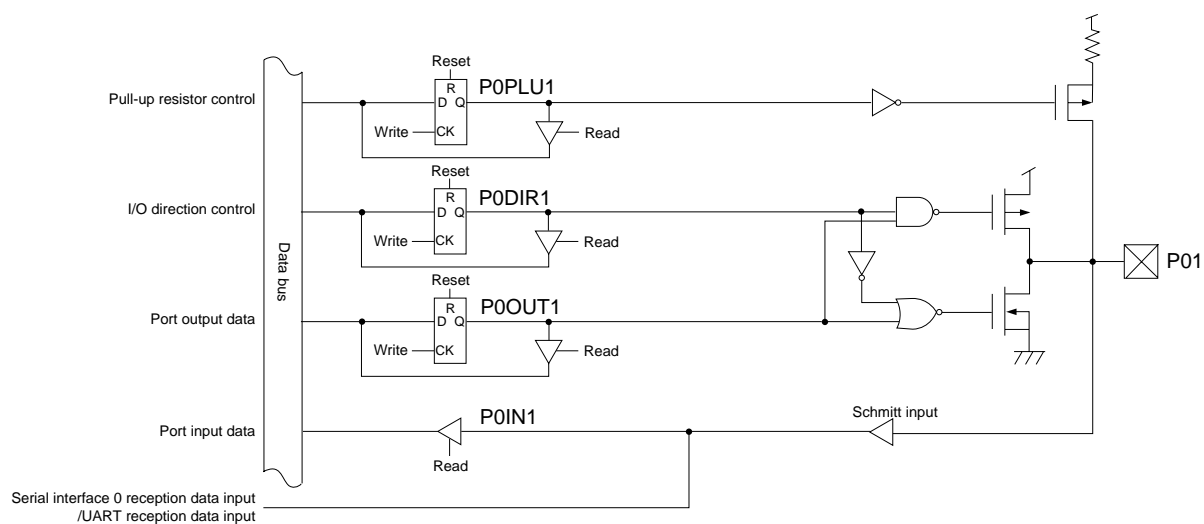 Reset
Pull-up resistor control
R
P0PLU1
D Q
Write
CK
Read
Reset
I/O direction control
R
P0DIR1
D Q
Write
CK
Read
Data bus
Reset
Port output data
R
P0OUT1
D Q
Write
CK
Read
P01
Port input data
P0IN1
Schmitt input
Read
Serial interface 0 reception data input
/UART reception data input